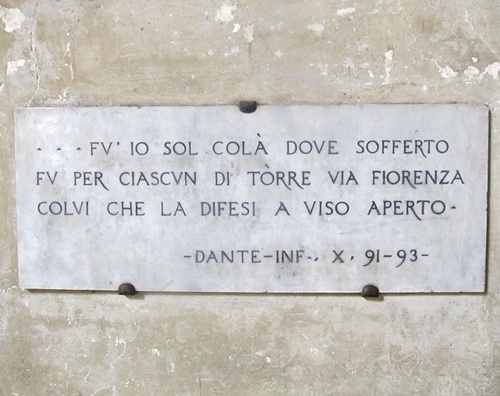 . . . FV' IO SOL COLÀ DOVE SOFFERTO
FV PER CIASCVN DI TÒRRE VIA FIORENZA
COLVI CHE LA DIFESI A VISO APERTO-
-DANTE-INF., X, 91-93-